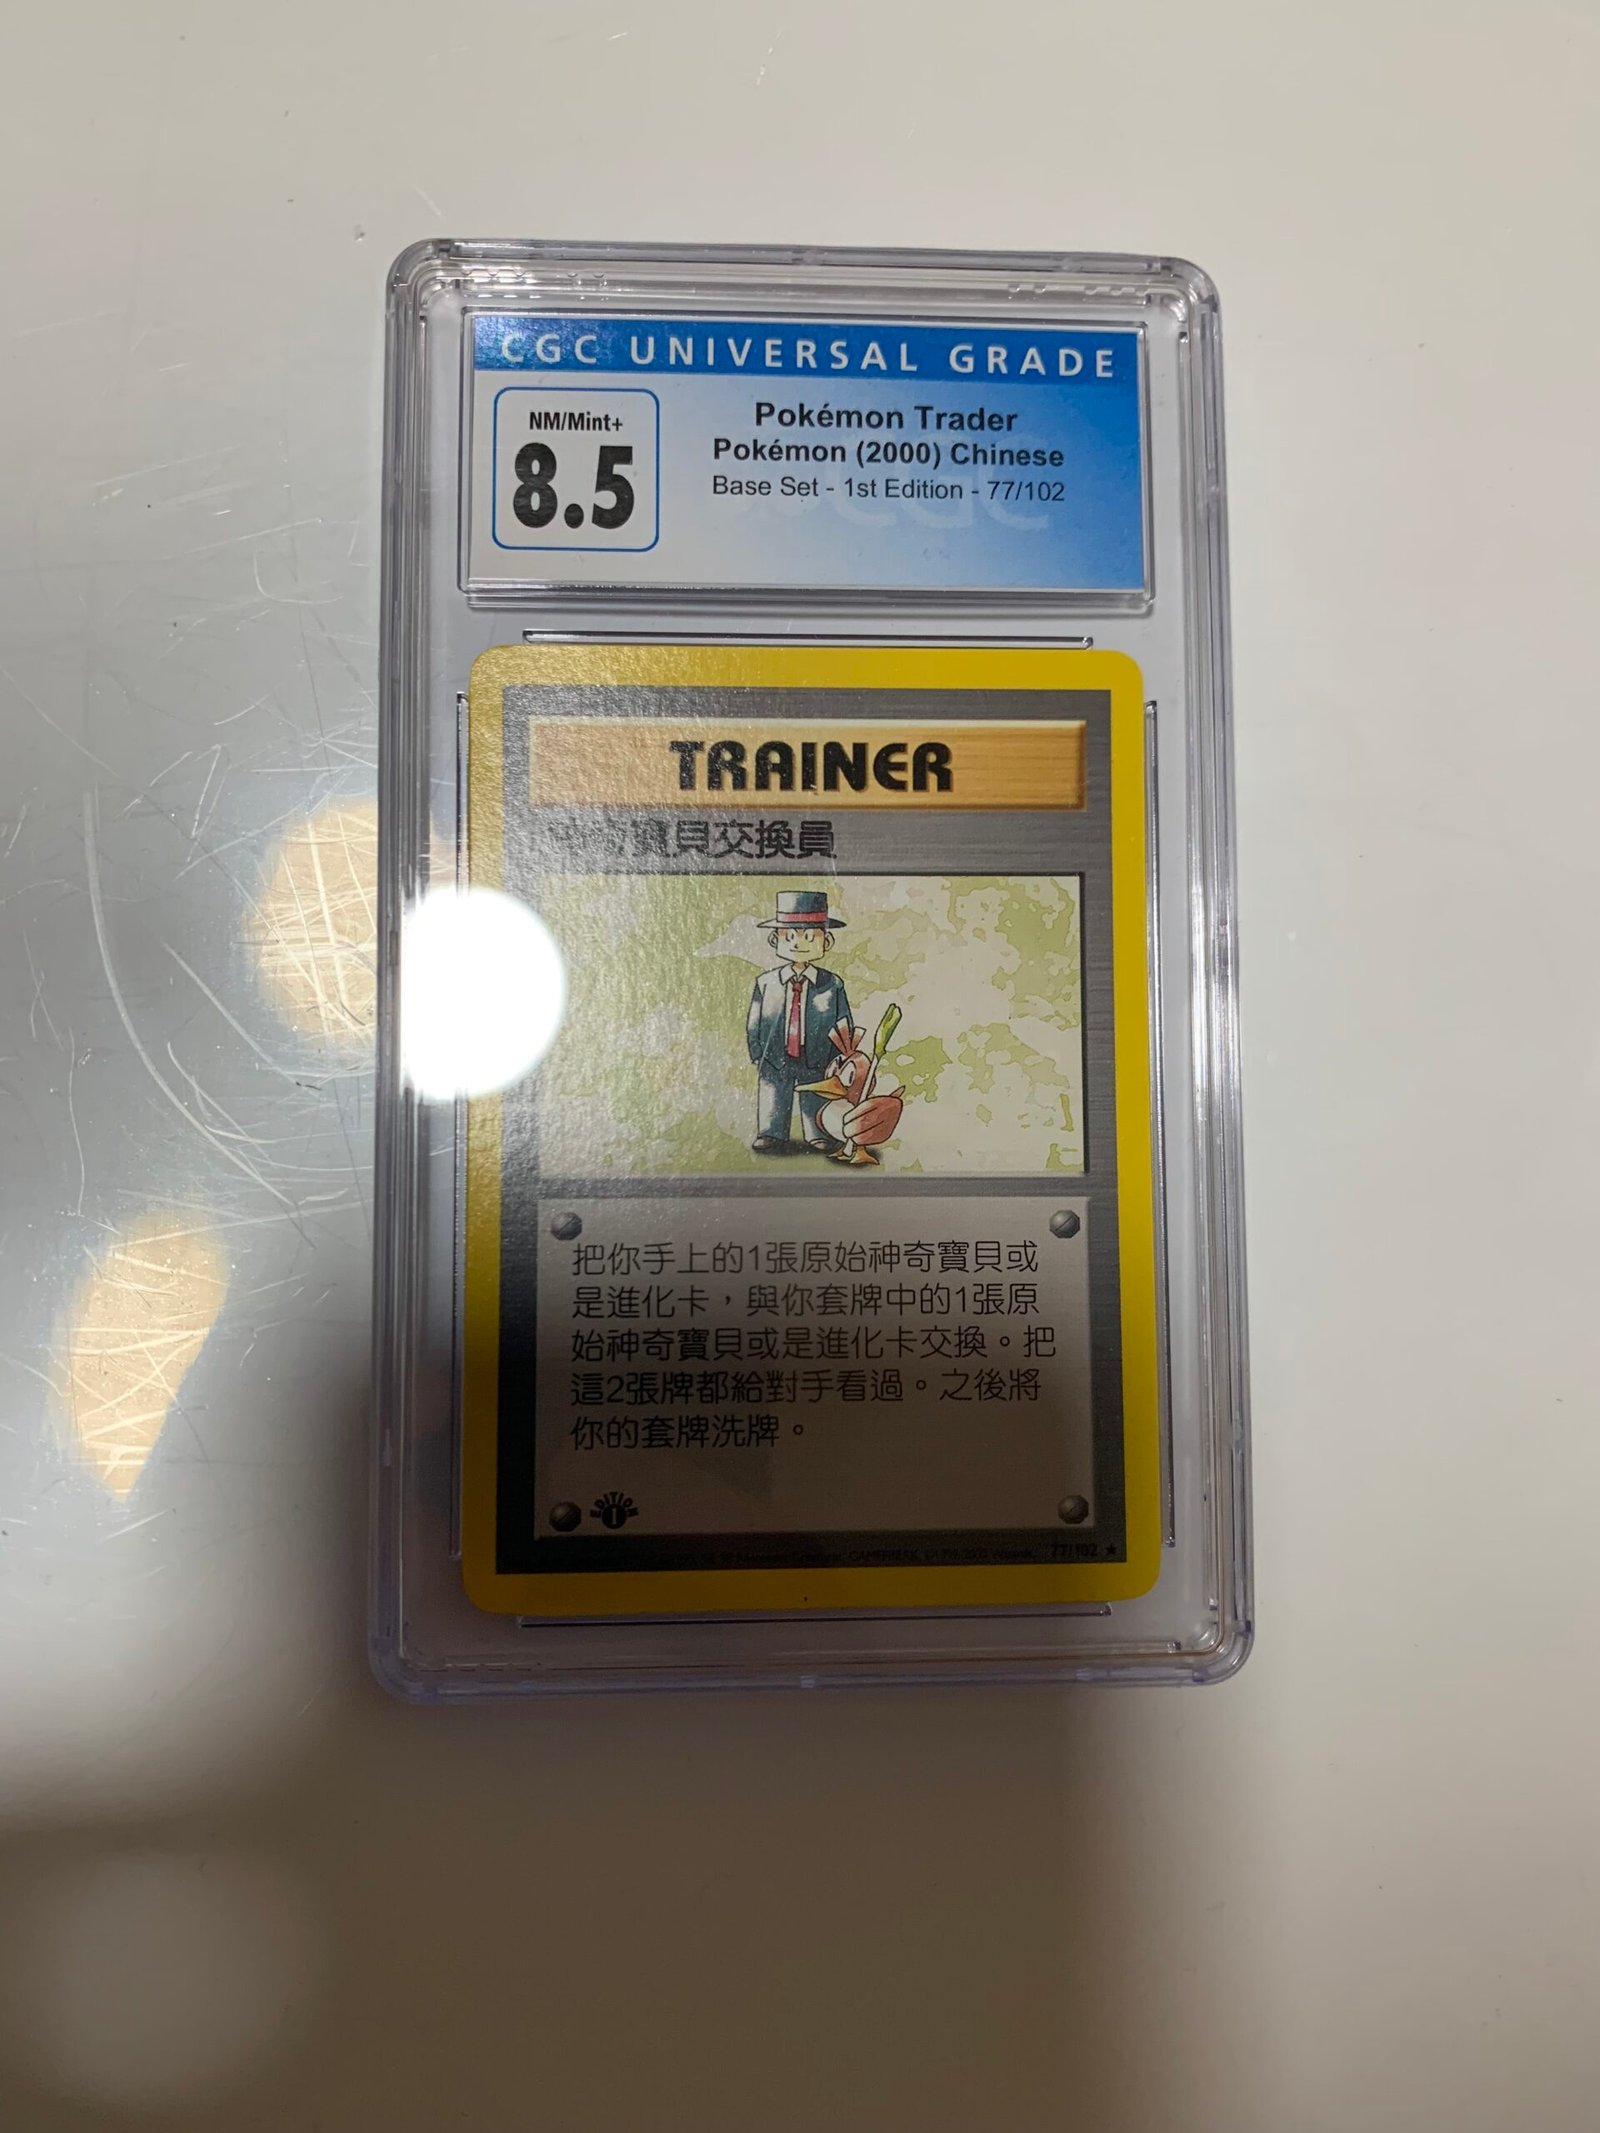 CGC UNIVERSAL GRADE
NM/Mint+
8.5
Pokémon Trader
Pokémon (2000) Chinese
Base Set - 1st Edition - 77/102
TRAINER
神奇寶貝交換員
把你手上的1張原始神奇寶貝或
是進化卡，與你套牌中的1張原
始神奇寶貝或是進化卡交換。把
這2張牌都給對手看過。之後將
你的套牌洗牌。
EDITION
1
77/102 ★